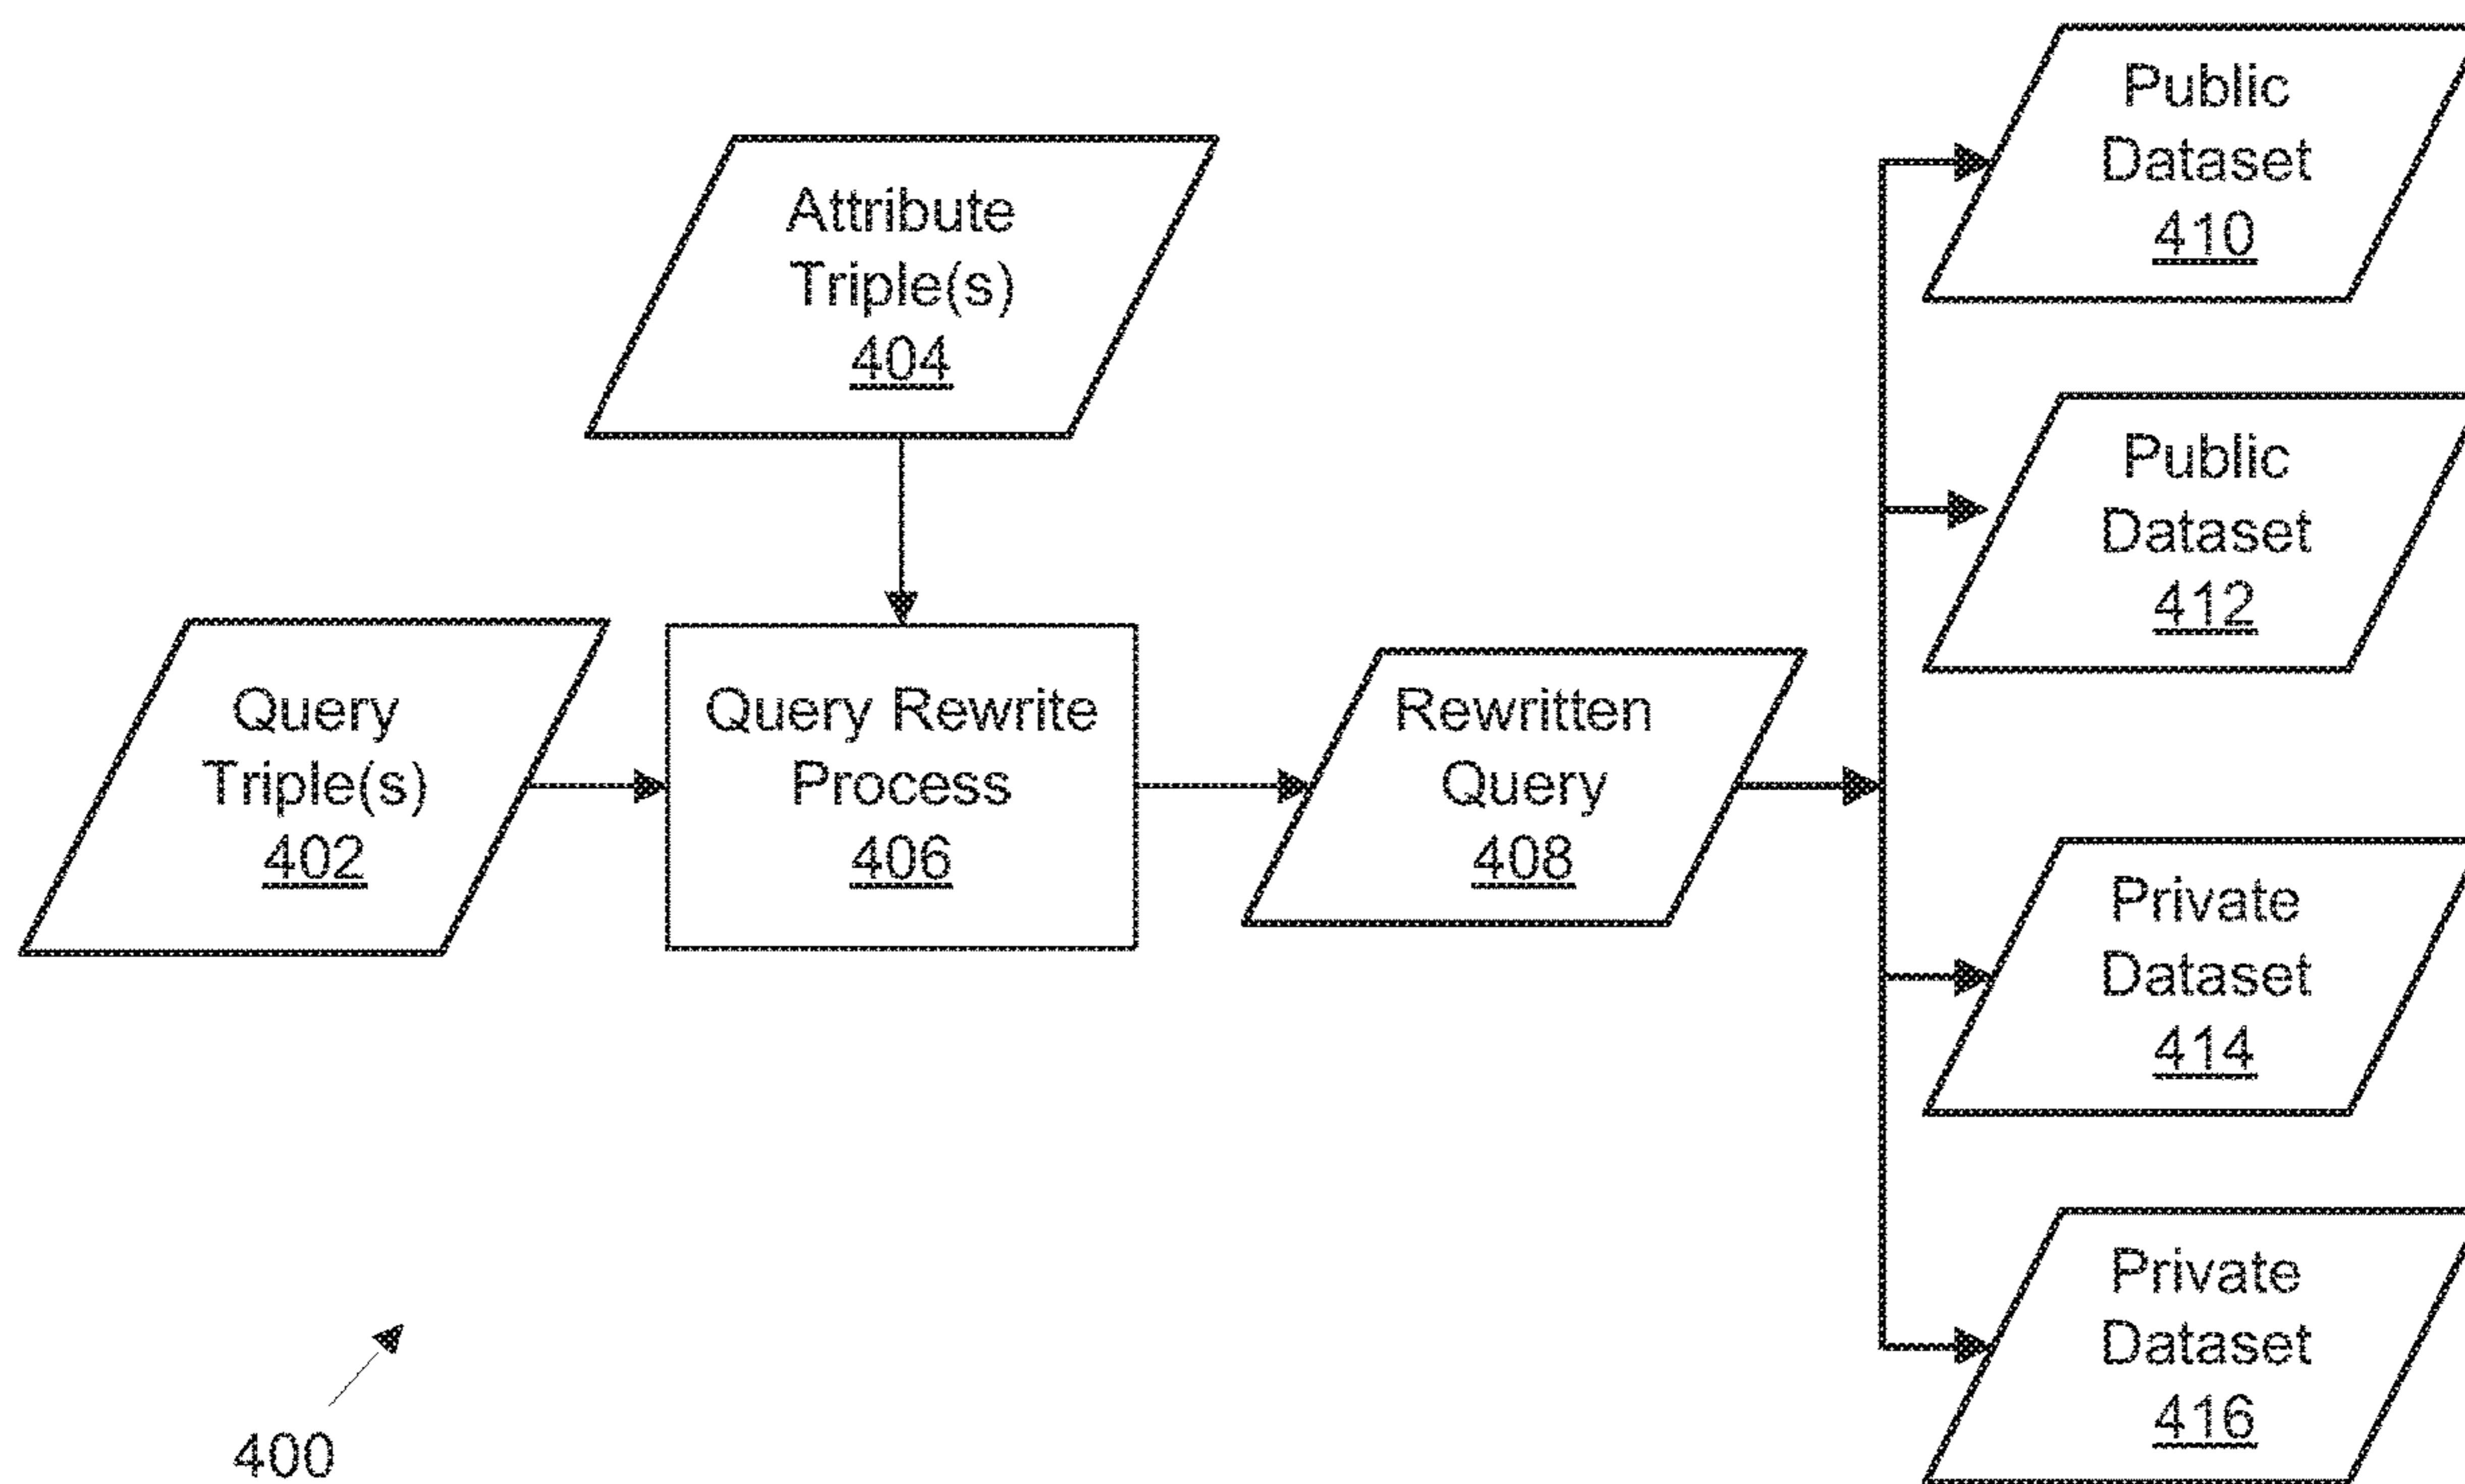 Public
Dataset
410
Attribute
Triple(s)
404
Public
Dataset
412
Query
Triple(s)
402
Query Rewrite
Process
406
Rewritten
Query
408
Private
Dataset
414
Private
Dataset
416
400